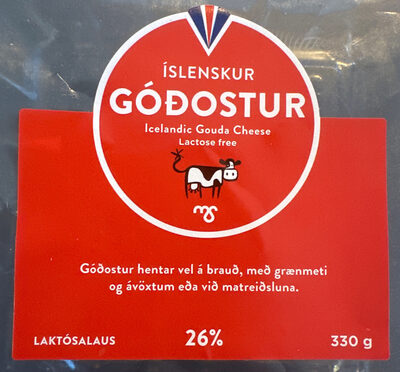 ÍSLENSKUR
GÓÐOSTUR
Icelandic Gouda Cheese
Lactose free
Góðostur hentar vel á brauð, með grænmeti
og ávöxtum eða við matreiðsluna.
LAKTÓSALAUS 26% 330 g